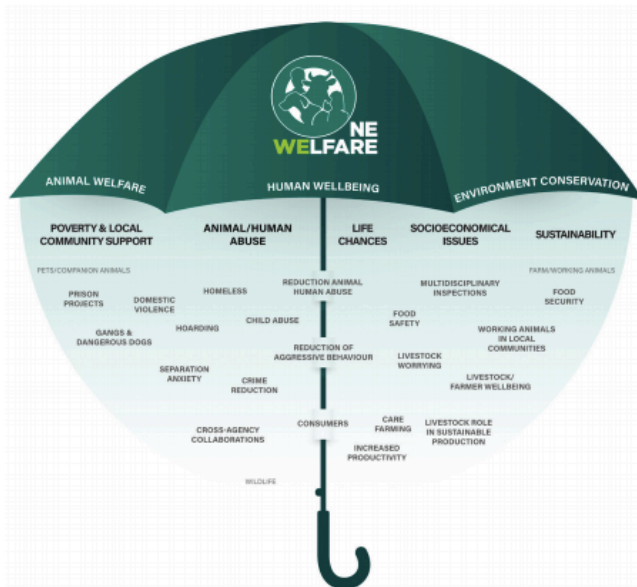 ONE
WELFARE
ANIMAL WELFARE
HUMAN WELLBEING
ENVIRONMENT CONSERVATION
POVERTY & LOCAL
COMMUNITY SUPPORT
ANIMAL/HUMAN
ABUSE
LIFE
CHANCES
SOCIOECONOMICAL
ISSUES
SUSTAINABILITY
PETS/COMPANION ANIMALS
FARM/WORKING ANIMALS
PRISON
PROJECTS
DOMESTIC
VIOLENCE
HOMELESS
REDUCTION ANIMAL
HUMAN ABUSE
MULTIDISCIPLINARY
INSPECTIONS
FOOD
SECURITY
GANGS &
DANGEROUS DOGS
HOARDING
CHILD ABUSE
FOOD
SAFETY
WORKING ANIMALS
IN LOCAL
COMMUNITIES
REDUCTION OF
AGGRESSIVE BEHAVIOUR
LIVESTOCK
WORRYING
SEPARATION
ANXIETY
CRIME
REDUCTION
LIVESTOCK/
FARMER WELLBEING
CROSS-AGENCY
COLLABORATIONS
CONSUMERS
CARE
FARMING
LIVESTOCK ROLE
IN SUSTAINABLE
PRODUCTION
INCREASED
PRODUCTIVITY
WILDLIFE